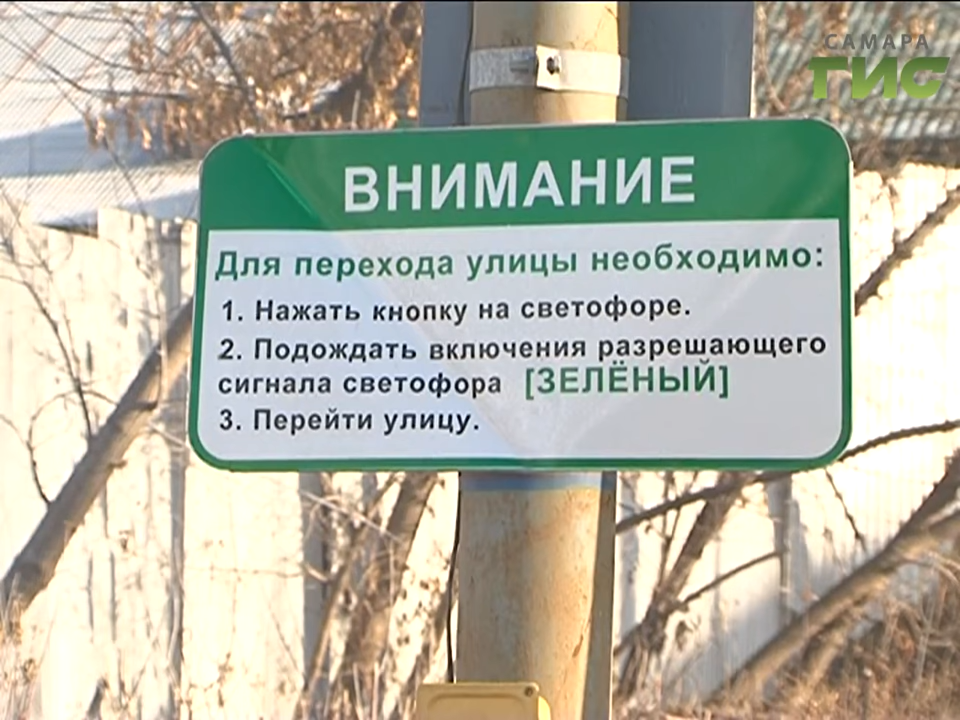 САМАРА
ГИС
ВНИМАНИЕ
Для перехода улицы необходимо:
1. Нажать кнопку на светофоре.
2. Подождать включения разрешающего
сигнала светофора [ЗЕЛЁНЫЙ]
3. Перейти улицу.